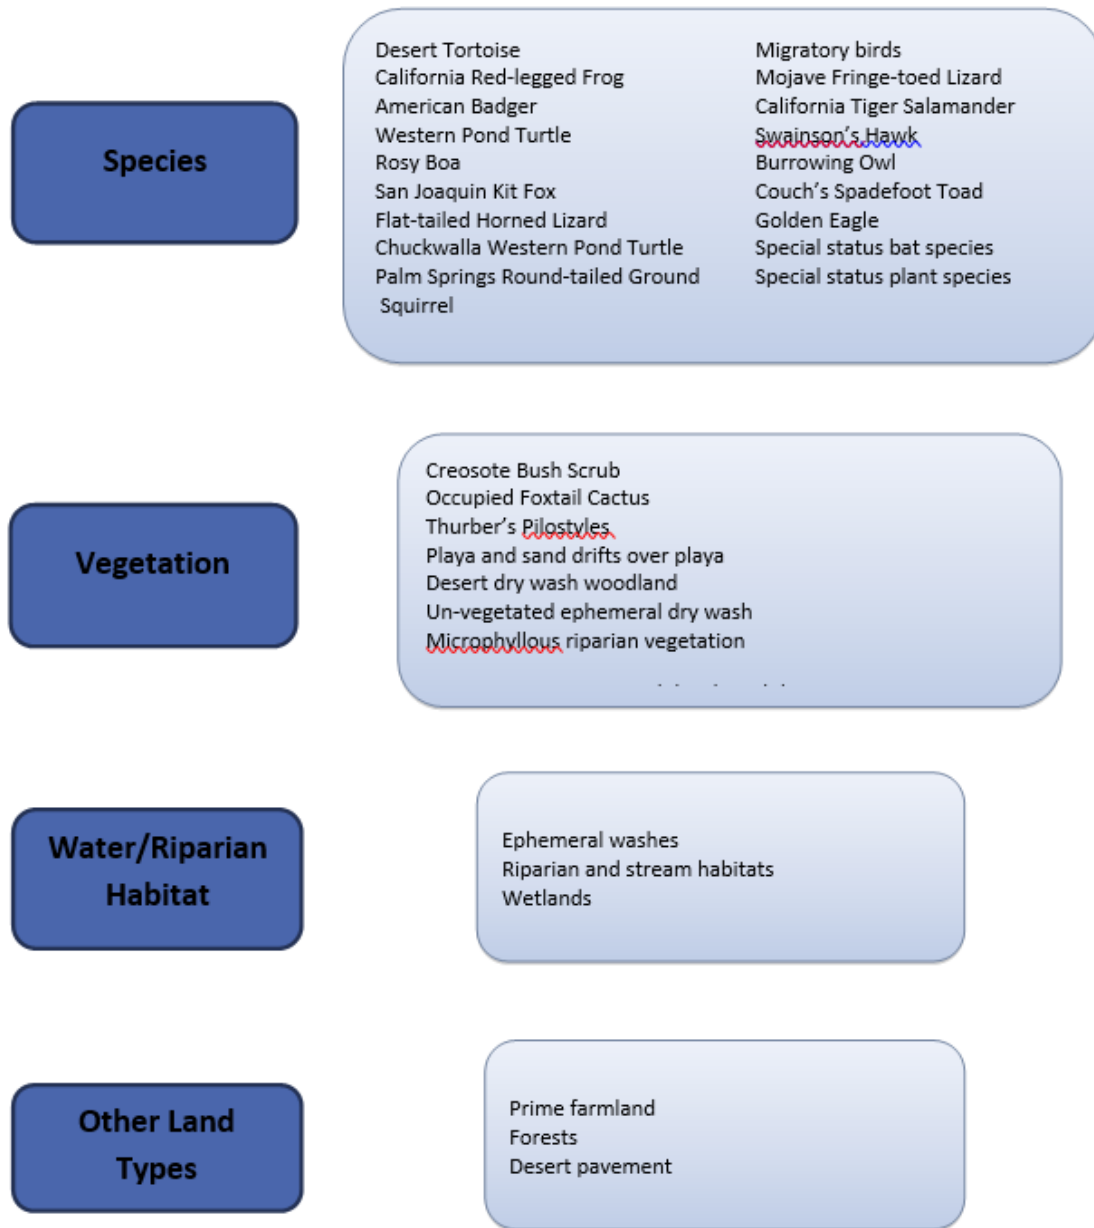 Species
Desert Tortoise
California Red-legged Frog
American Badger
Western Pond Turtle
Rosy Boa
San Joaquin Kit Fox
Flat-tailed Horned Lizard
Chuckwalla Western Pond Turtle
Palm Springs Round-tailed Ground
Squirrel
Migratory birds
Mojave Fringe-toed Lizard
California Tiger Salamander
Swainson’s Hawk
Burrowing Owl
Couch’s Spadefoot Toad
Golden Eagle
Special status bat species
Special status plant species
Vegetation
Creosote Bush Scrub
Occupied Foxtail Cactus
Thurber’s Pilostyles
Playa and sand drifts over playa
Desert dry wash woodland
Un-vegetated ephemeral dry wash
Microphyllous riparian vegetation
Water/Riparian
Habitat
Ephemeral washes
Riparian and stream habitats
Wetlands
Other Land
Types
Prime farmland
Forests
Desert pavement